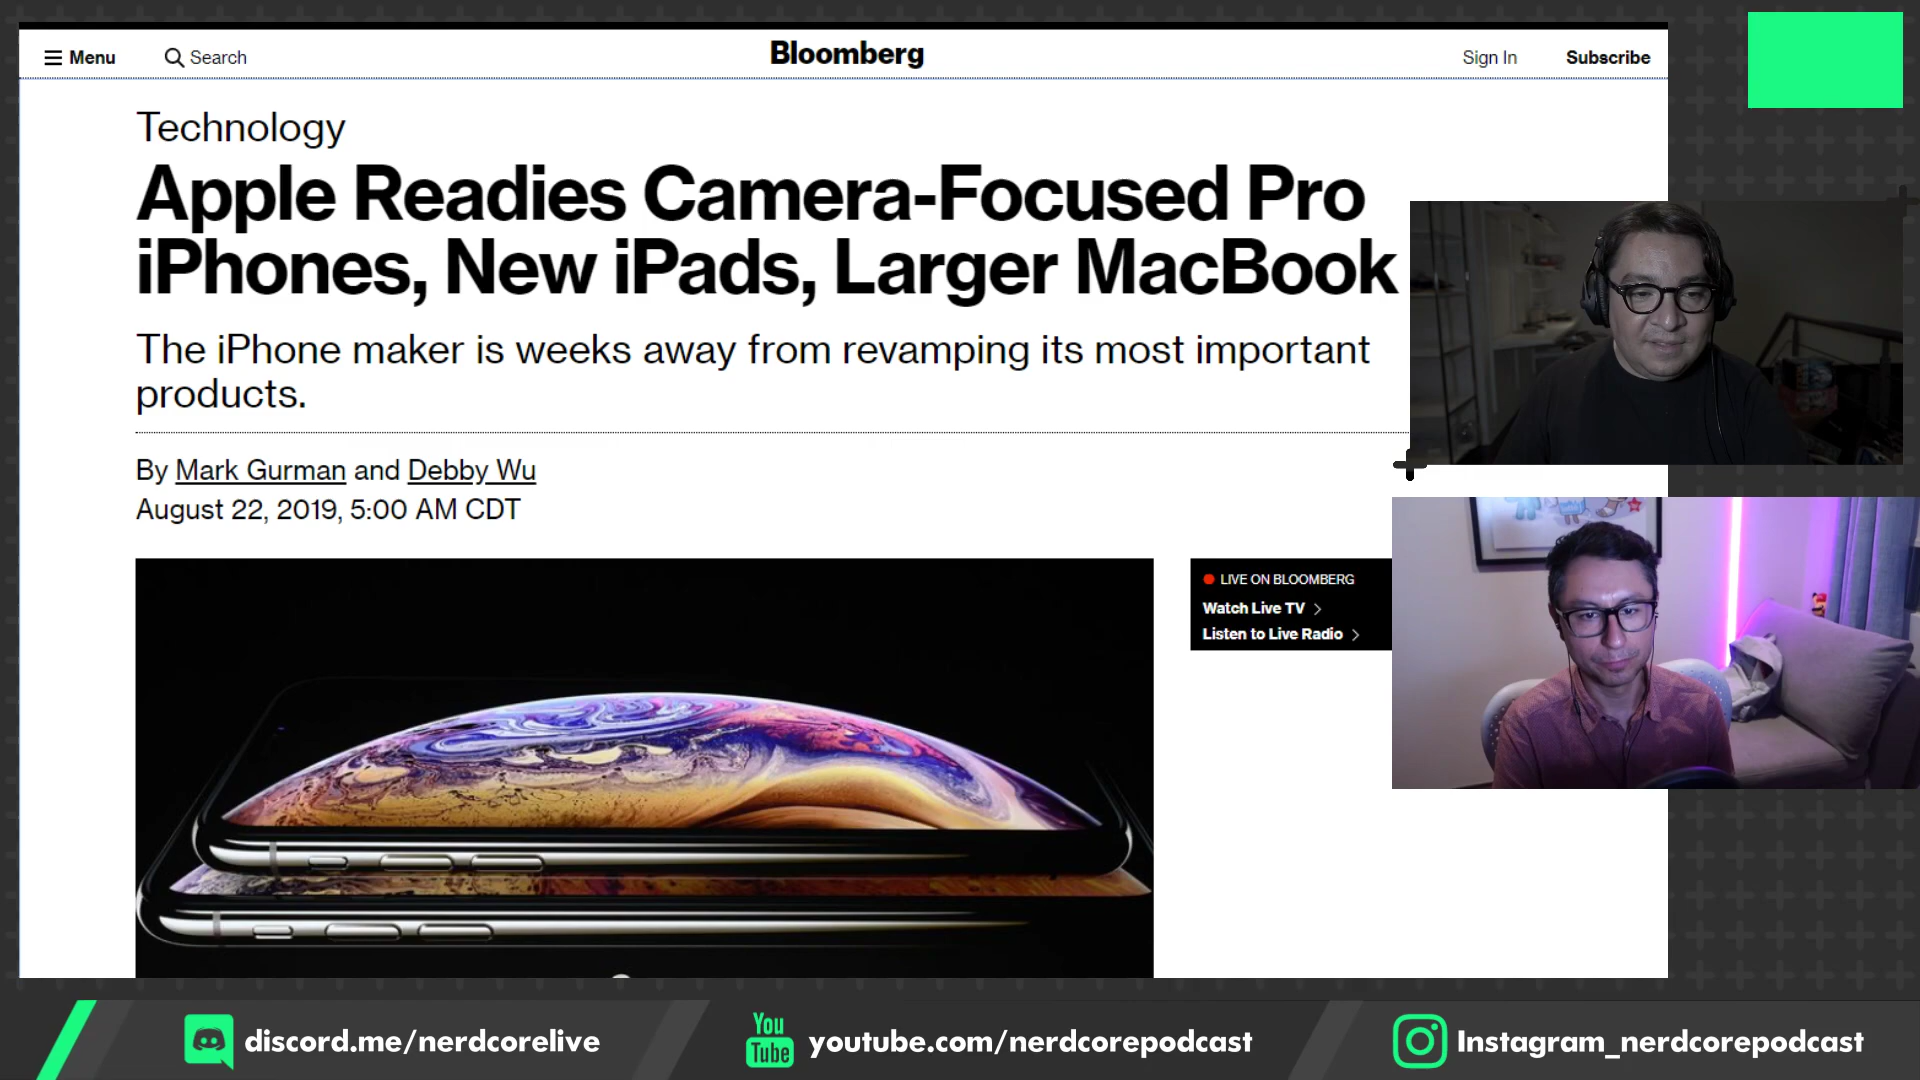 Menu
Search
Bloomberg
Sign In
Subscribe
Technology
Apple Readies Camera-Focused Pro
iPhones, New iPads, Larger MacBook
The iPhone maker is weeks away from revamping its most important
products.
By Mark Gurman and Debby Wu
August 22, 2019, 5:00 AM CDT
LIVE ON BLOOMBERG
Watch Live TV
Listen to Live Radio
discord.me/nerdcorelive
You
Tube
youtube.com/nerdcorepodcast
Instagram_nerdcorepodcast